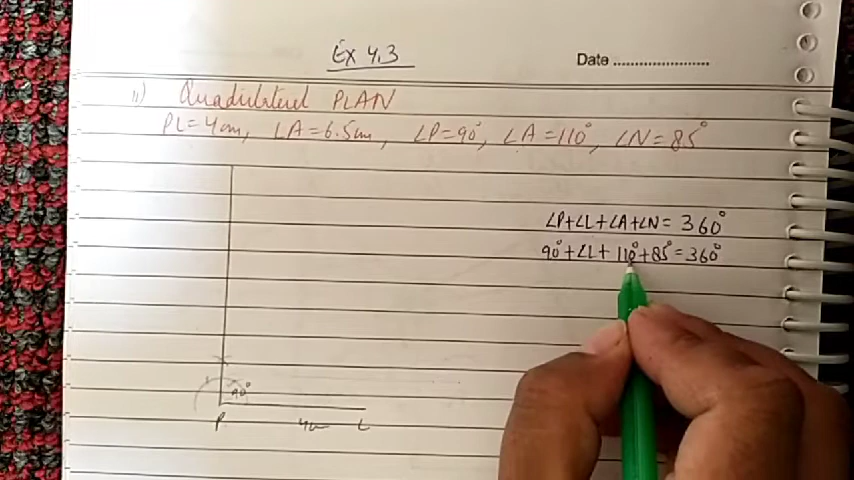 Ex 4.3
Date ........................
ii) Quadrilateral PLAN
PL=4cm, LA=6.5cm, ∠P=90°, ∠A=110°, ∠N=85°
∠P+∠L+∠A+∠N=360°
90°+∠L+110°+85°=360°
90°
P 4cm L